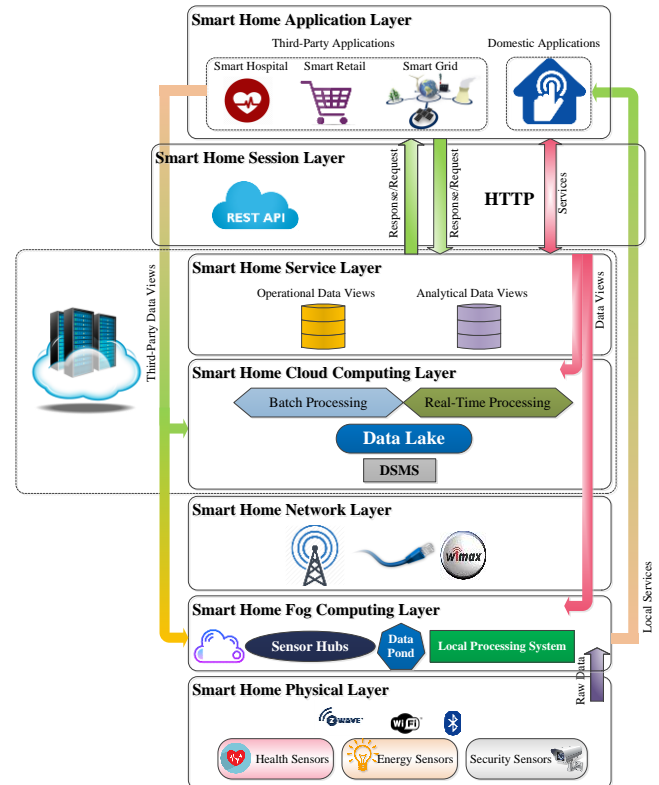 Smart Home Application Layer
Third-Party Applications
Domestic Applications
Smart Hospital
Smart Retail
Smart Grid
Smart Home Session Layer
REST API
Response/Request
Response/Request
HTTP
Services
Smart Home Service Layer
Operational Data Views
Analytical Data Views
Third-Party Data Views
Data Views
Smart Home Cloud Computing Layer
Batch Processing
Real-Time Processing
Data Lake
DSMS
Smart Home Network Layer
wimax
Smart Home Fog Computing Layer
Sensor Hubs
Data
Pond
Local Processing System
Local Services
Raw Data
Smart Home Physical Layer
Z WAVE
Wi Fi
Health Sensors
Energy Sensors
Security Sensors